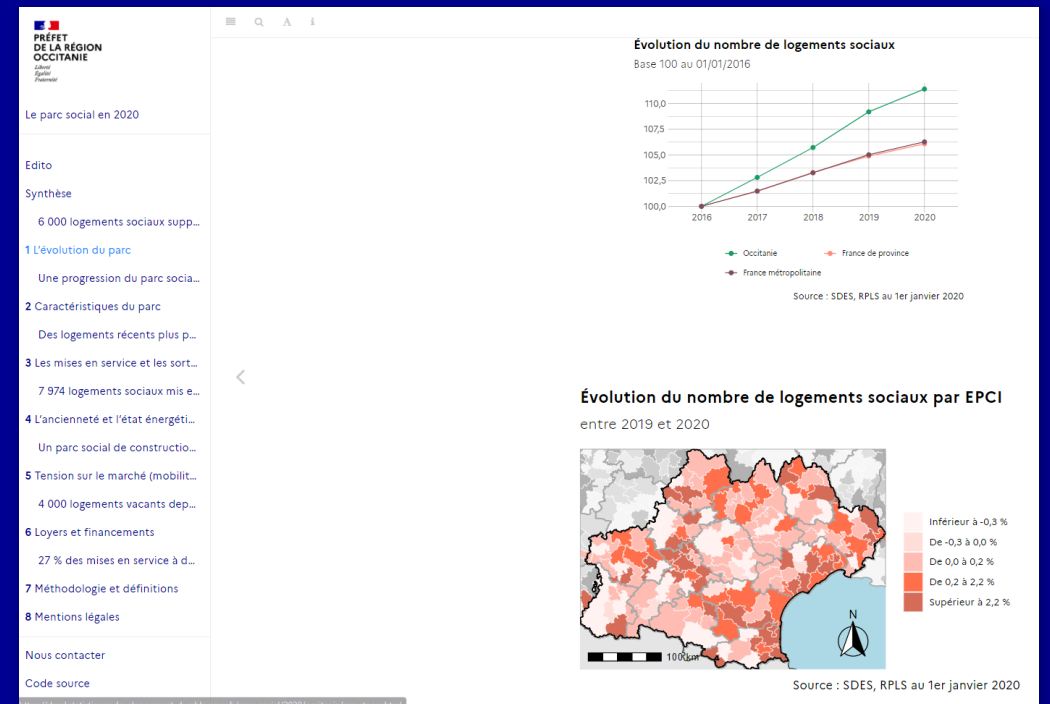 PRÉFET
DE LA RÉGION
OCCITANIE
Liberté
Égalité
Fraternité
Le parc social en 2020
Edito
Synthèse
6 000 logements sociaux supp...
1 L'évolution du parc
Une progression du parc socia...
2 Caractéristiques du parc
Des logements récents plus p...
3 Les mises en service et les sort...
7 974 logements sociaux mis e...
4 L'ancienneté et l'état énergéti...
Un parc social de constructio...
5 Tension sur le marché (mobilit...
4 000 logements vacants dep...
6 Loyers et financements
27 % des mises en service à d...
7 Méthodologie et définitions
8 Mentions légales
Nous contacter
Code source
A
i
Évolution du nombre de logements sociaux
Base 100 au 01/01/2016
110,0
107,5
105,0
102,5
100,0
2016 2017 2018 2019 2020
Occitanie France de province
France métropolitaine
Source : SDES, RPLS au 1er janvier 2020
Évolution du nombre de logements sociaux par EPCI
entre 2019 et 2020
Inférieur à -0,3 %
De -0,3 à 0,0 %
De 0,0 à 0,2 %
De 0,2 à 2,2 %
Supérieur à 2,2 %
N
100km
Source : SDES, RPLS au 1er janvier 2020